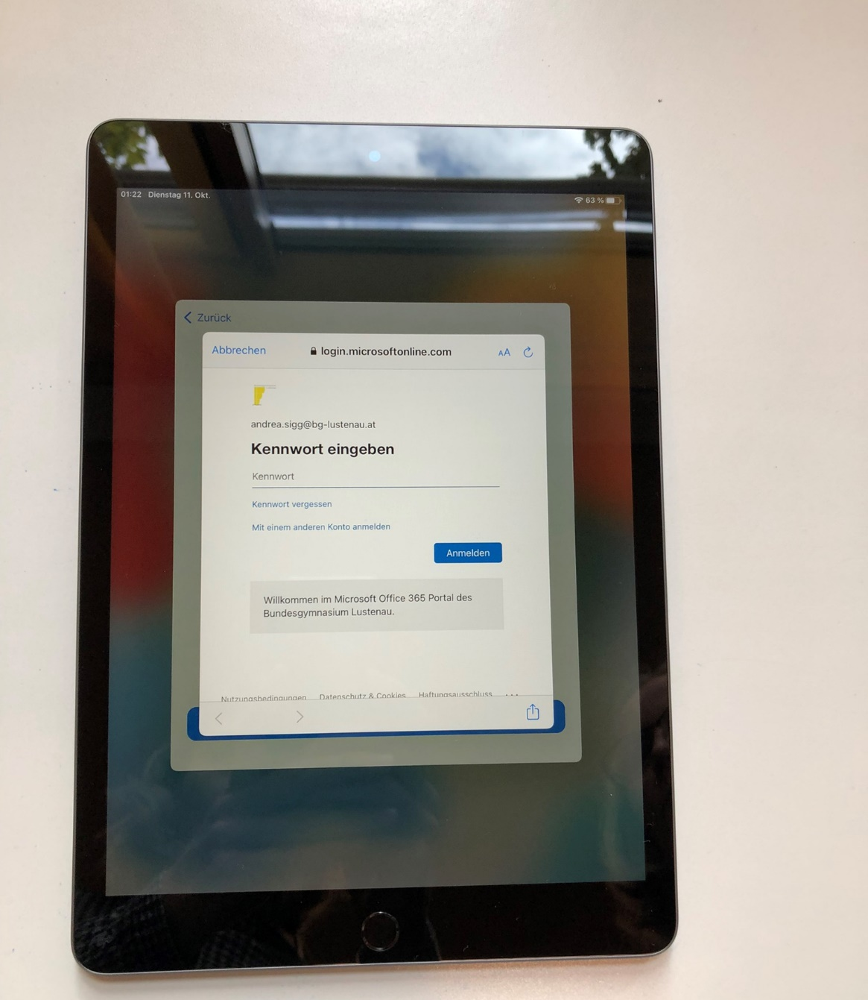 01:22 Dienstag 11. Okt.
63 %
Zurück
Abbrechen
login.microsoftonline.com
AA
andrea.sigg@bg-lustenau.at
Kennwort eingeben
Kennwort
Kennwort vergessen
Mit einem anderen Konto anmelden
Anmelden
Willkommen im Microsoft Office 365 Portal des
Bundesgymnasium Lustenau.
Nutzungsbedingungen Datenschutz & Cookies Haftungsausschluss ...